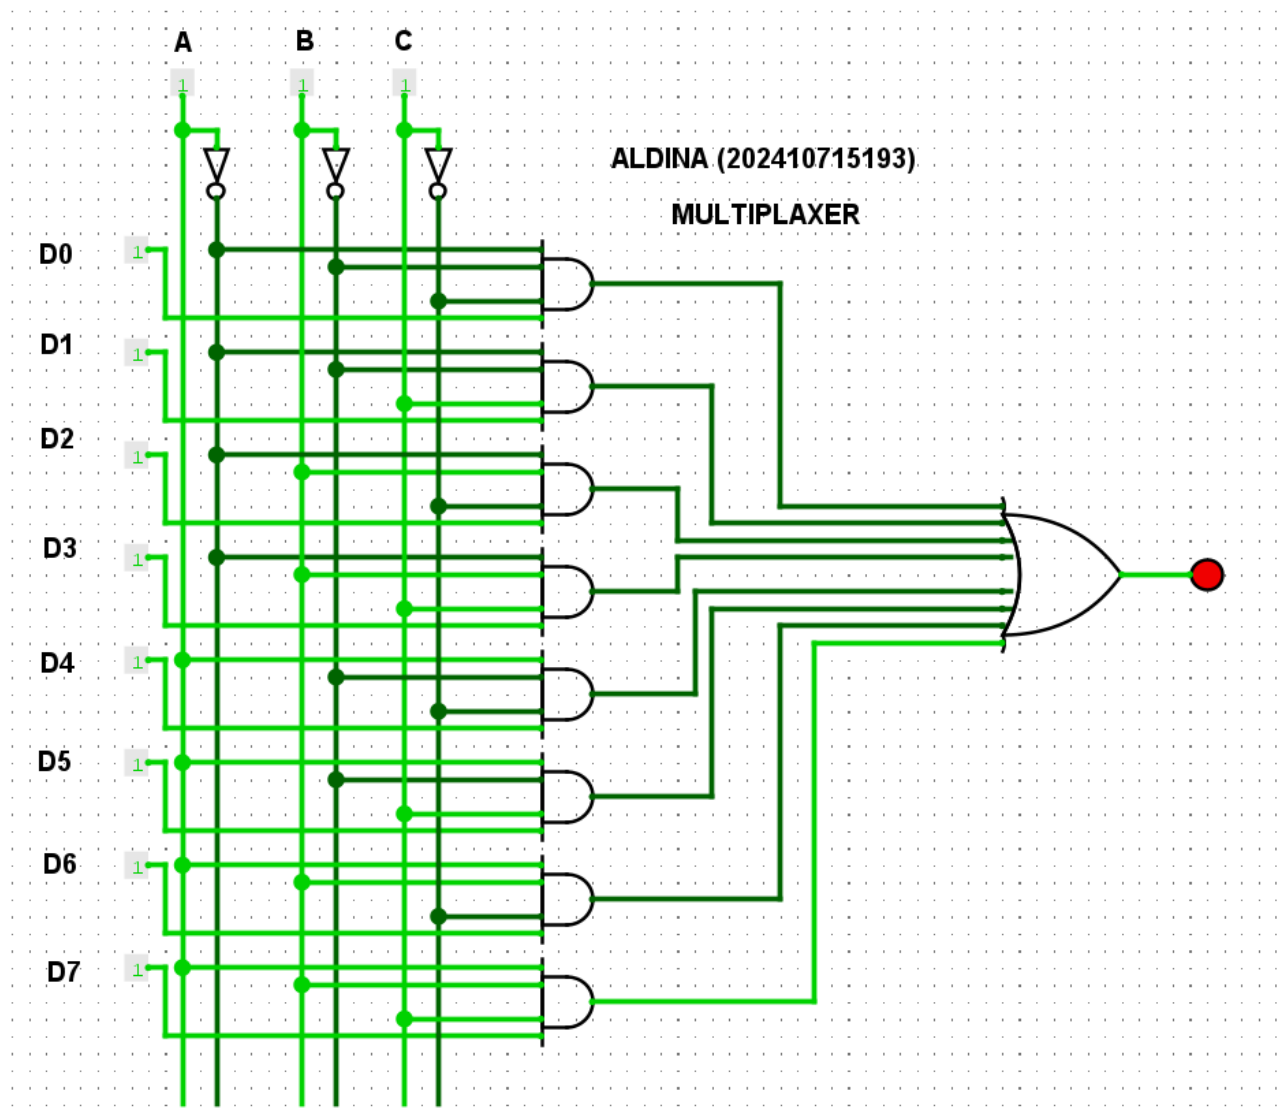 A B C
1 1 1
ALDINA (202410715193)
MULTIPLAXER
D0 1
D1 1
D2 1
D3 1
D4 1
D5 1
D6 1
D7 1